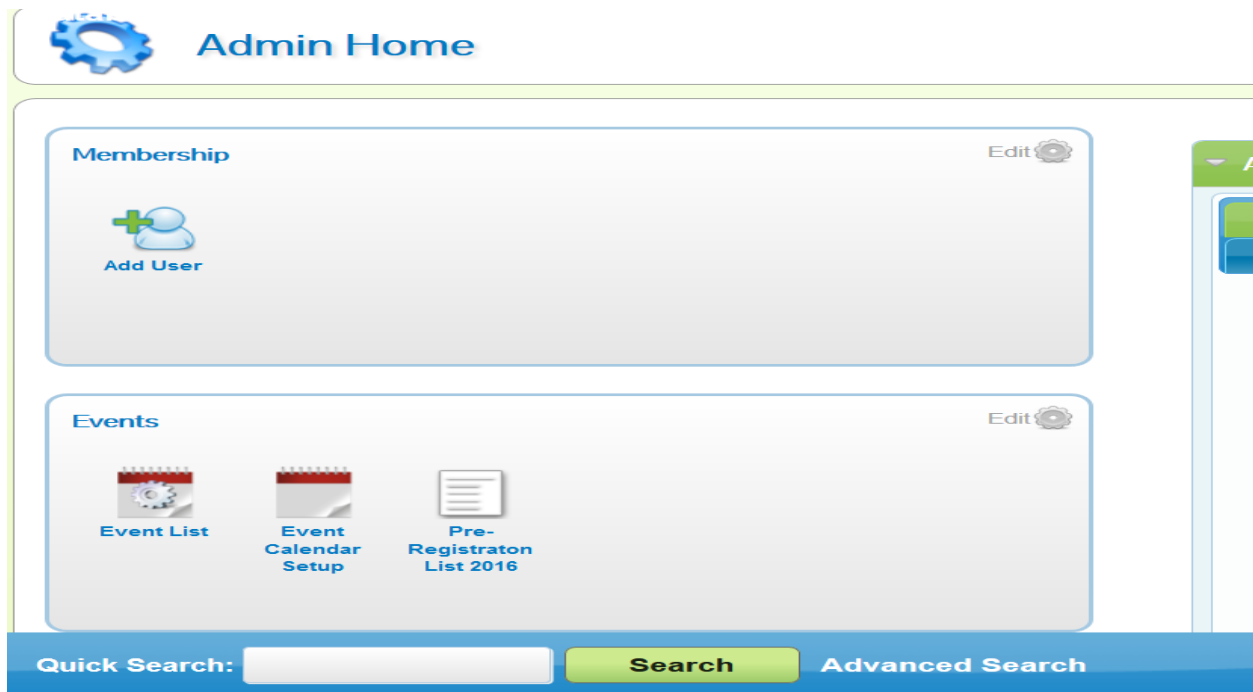 Admin Home
Membership
Edit
Add User
Events
Edit
Event List
Event
Calendar
Setup
Pre-
Registraton
List 2016
Quick Search:
Search
Advanced Search